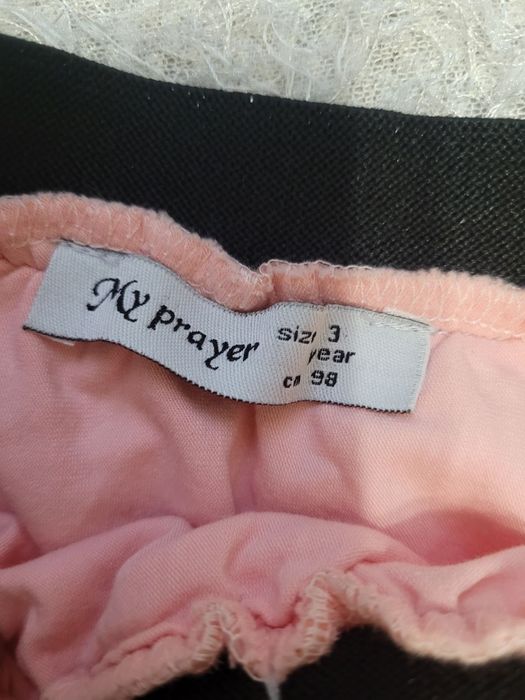 My prayer
size 3
year
cm 98